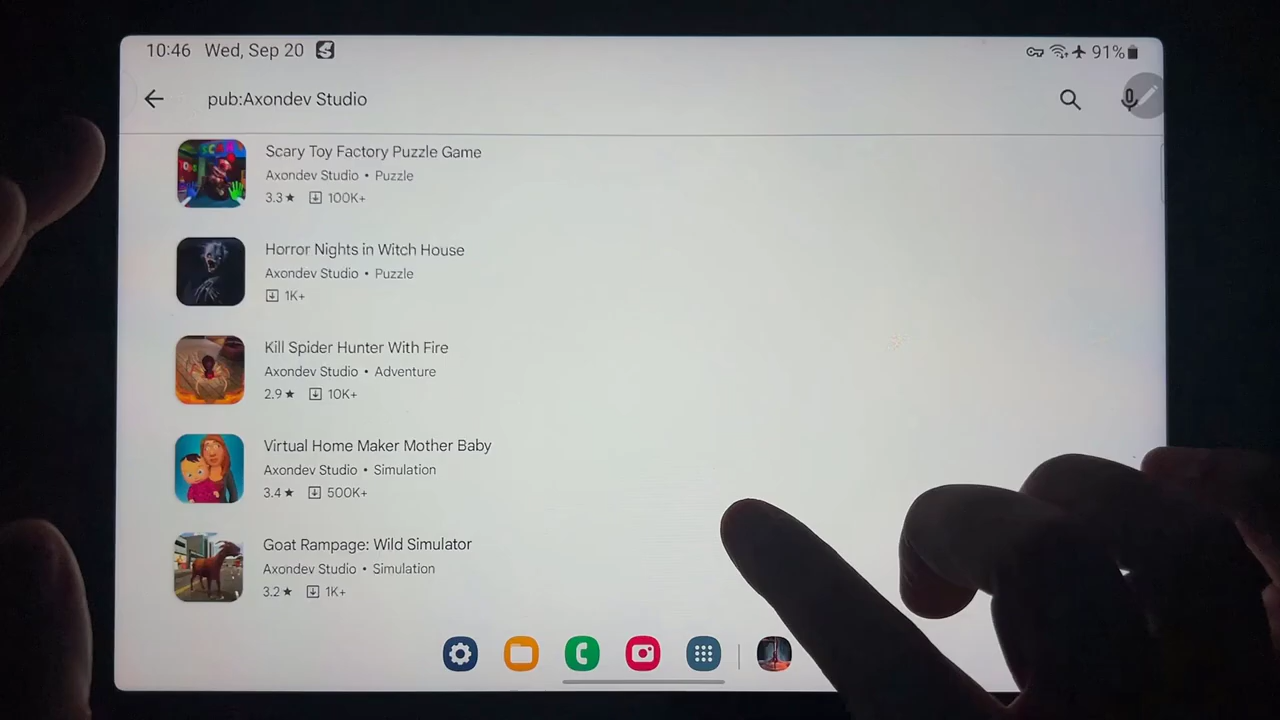 10:46 Wed, Sep 20
91%
pub:Axondev Studio
Scary Toy Factory Puzzle Game
Axondev Studio • Puzzle
3.3★ 100K+
Horror Nights in Witch House
Axondev Studio • Puzzle
1K+
Kill Spider Hunter With Fire
Axondev Studio • Adventure
2.9★ 10K+
Virtual Home Maker Mother Baby
Axondev Studio • Simulation
3.4★ 500K+
Goat Rampage: Wild Simulator
Axondev Studio • Simulation
3.2★ 1K+